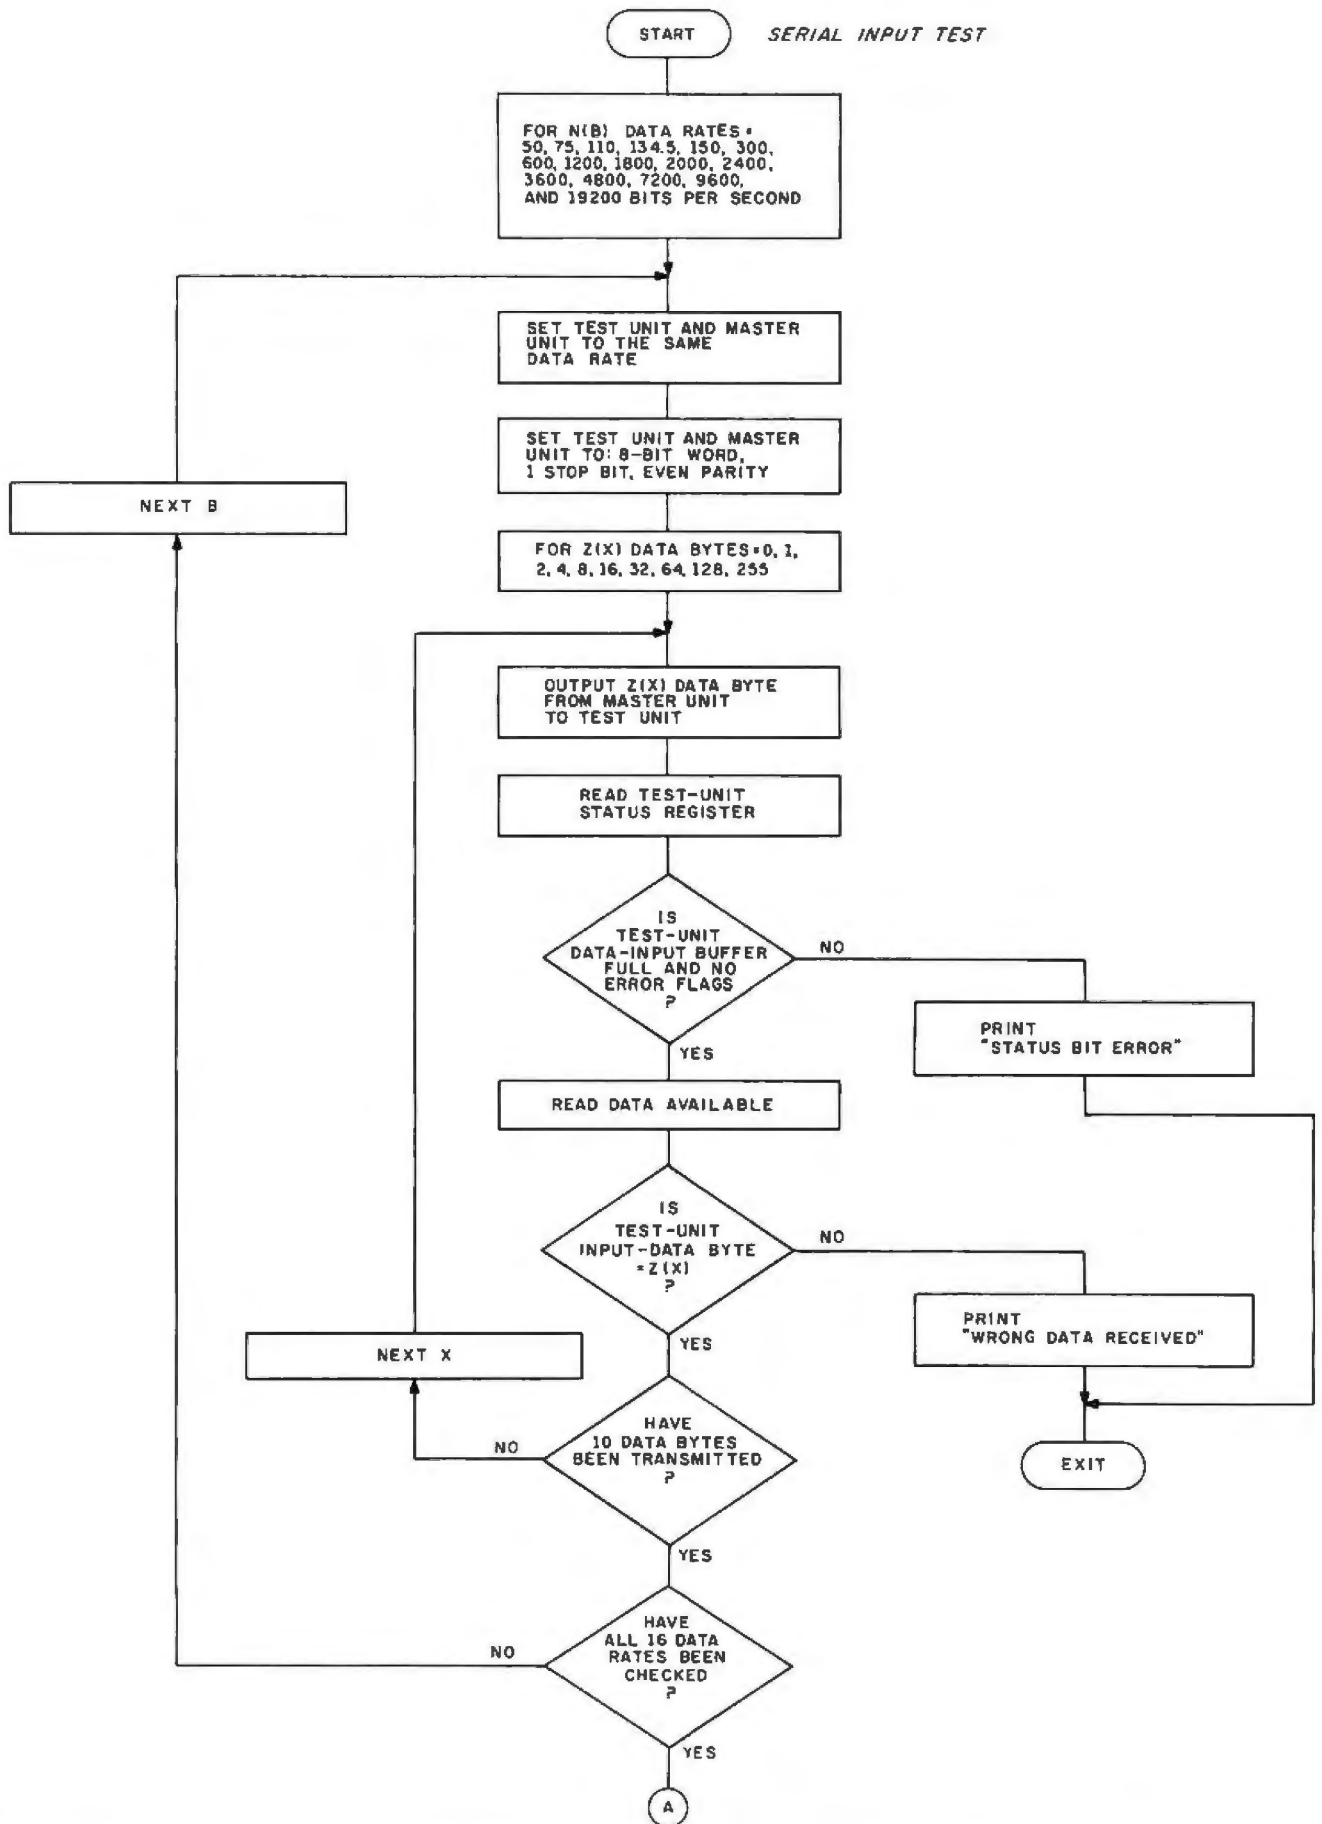 START
SERIAL INPUT TEST
FOR N(B) DATA RATES =
50, 75, 110, 134.5, 150, 300,
600, 1200, 1800, 2000, 2400,
3600, 4800, 7200, 9600,
AND 19200 BITS PER SECOND
SET TEST UNIT AND MASTER
UNIT TO THE SAME
DATA RATE
SET TEST UNIT AND MASTER
UNIT TO: 8-BIT WORD,
1 STOP BIT, EVEN PARITY
NEXT B
FOR Z(X) DATA BYTES=0, 1,
2, 4, 8, 16, 32, 64, 128, 255
OUTPUT Z(X) DATA BYTE
FROM MASTER UNIT
TO TEST UNIT
READ TEST-UNIT
STATUS REGISTER
IS
TEST-UNIT
DATA-INPUT BUFFER
FULL AND NO
ERROR FLAGS
?
NO
PRINT
"STATUS BIT ERROR"
YES
READ DATA AVAILABLE
IS
TEST-UNIT
INPUT-DATA BYTE
=Z(X)
?
NO
PRINT
"WRONG DATA RECEIVED"
YES
NEXT X
HAVE
10 DATA BYTES
BEEN TRANSMITTED
?
NO
EXIT
YES
HAVE
ALL 16 DATA
RATES BEEN
CHECKED
?
NO
YES
A